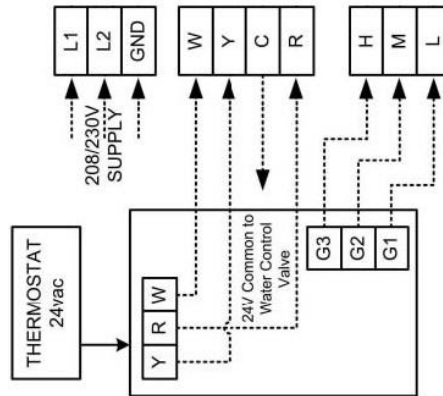 L1
L2
GND
208/230V
SUPPLY
W
Y
C
R
H
M
L
THERMOSTAT
24vac
Y
R
W
24V Common to
Water Control
Valve
G3
G2
G1